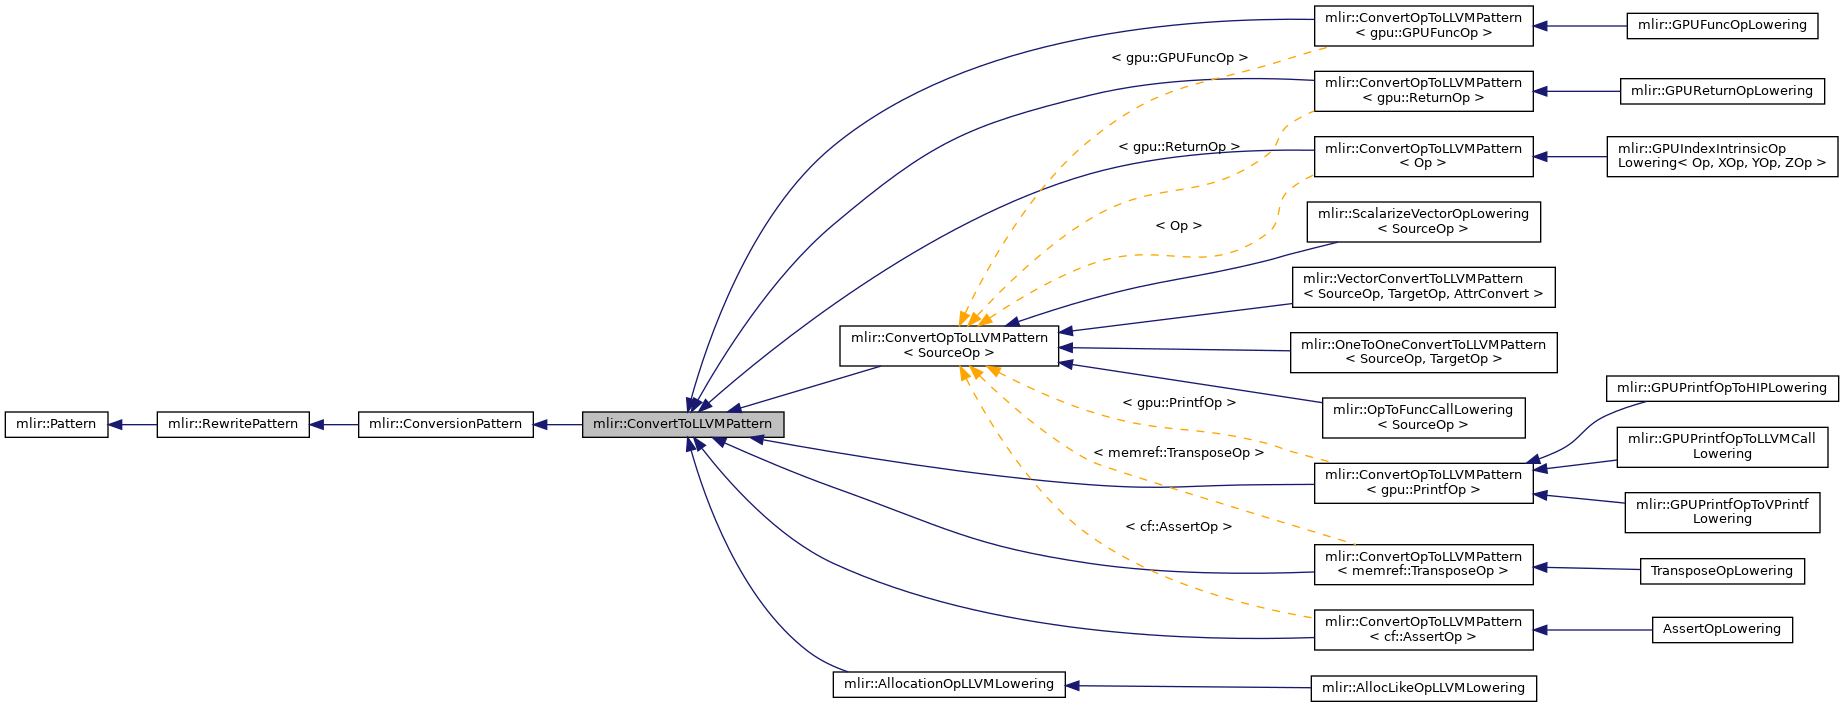 mlir::Pattern
mlir::RewritePattern
mlir::ConversionPattern
mlir::ConvertToLLVMPattern
mlir::ConvertOpToLLVMPattern
< SourceOp >
mlir::AllocationOpLLVMLowering
< gpu::GPUFuncOp >
< gpu::ReturnOp >
< Op >
< gpu::PrintfOp >
< memref::TransposeOp >
< cf::AssertOp >
mlir::ConvertOpToLLVMPattern
< gpu::GPUFuncOp >
mlir::ConvertOpToLLVMPattern
< gpu::ReturnOp >
mlir::ConvertOpToLLVMPattern
< Op >
mlir::ScalarizeVectorOpLowering
< SourceOp >
mlir::VectorConvertToLLVMPattern
< SourceOp, TargetOp, AttrConvert >
mlir::OneToOneConvertToLLVMPattern
< SourceOp, TargetOp >
mlir::OpToFuncCallLowering
< SourceOp >
mlir::ConvertOpToLLVMPattern
< gpu::PrintfOp >
mlir::ConvertOpToLLVMPattern
< memref::TransposeOp >
mlir::ConvertOpToLLVMPattern
< cf::AssertOp >
mlir::AllocLikeOpLLVMLowering
mlir::GPUFuncOpLowering
mlir::GPUReturnOpLowering
mlir::GPUIndexIntrinsicOp
Lowering< Op, XOp, YOp, ZOp >
mlir::GPUPrintfOpToHIPLowering
mlir::GPUPrintfOpToLLVMCall
Lowering
mlir::GPUPrintfOpToVPrintf
Lowering
TransposeOpLowering
AssertOpLowering